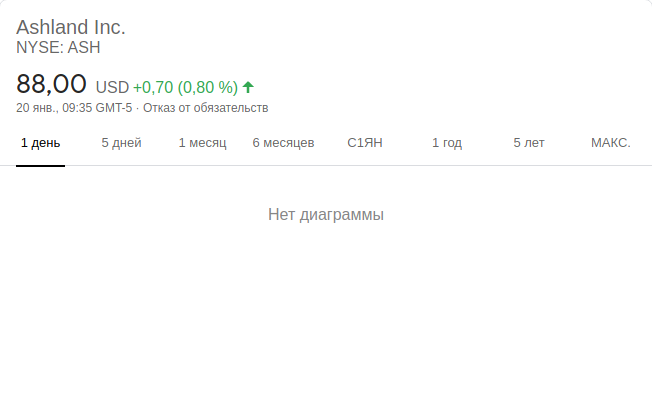 Ashland Inc.
NYSE: ASH
88,00 USD +0,70 (0,80 %)
20 янв., 09:35 GMT-5 · Отказ от обязательств
1 день 5 дней 1 месяц 6 месяцев С1ЯН 1 год 5 лет МАКС.
Нет диаграммы